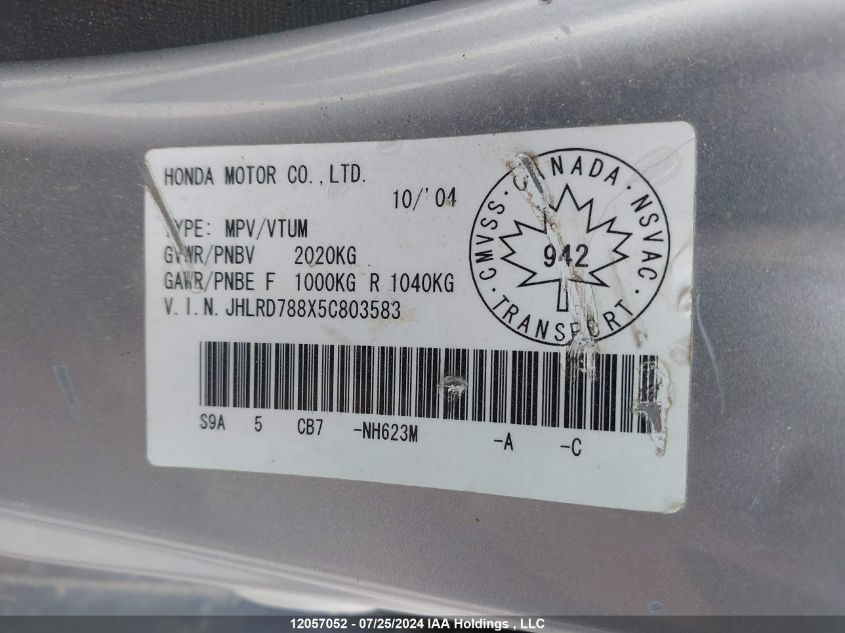 HONDA MOTOR CO.,LTD.
10/'04
TYPE: MPV/VTUM
GVWR/PNBV 2020KG
GAWR/PNBE F 1000KG R 1040KG
V.I.N. JHLRD788X5C803583
CMVSS · CANADA · NSVAC
942
· TRANSPORT ·
S9A 5 CB7 -NH623M -A -C
12057052 - 07/25/2024 IAA Holdings , LLC